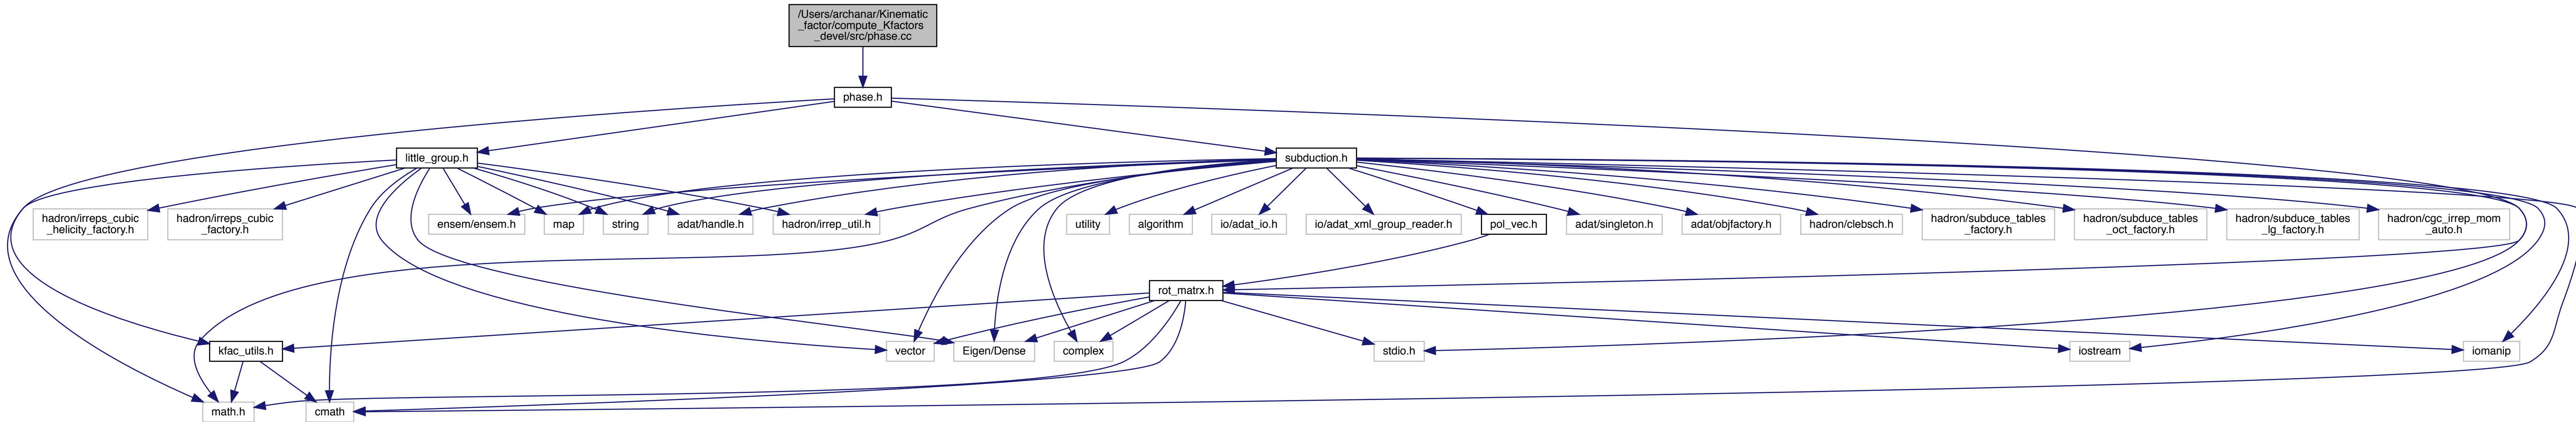 /Users/archanar/Kinematic
_factor/compute_Kfactors
_devel/src/phase.cc
phase.h
little_group.h
subduction.h
hadron/irreps_cubic
_helicity_factory.h
hadron/irreps_cubic
_factory.h
ensem/ensem.h
map
string
adat/handle.h
hadron/irrep_util.h
utility
algorithm
io/adat_io.h
io/adat_xml_group_reader.h
pol_vec.h
adat/singleton.h
adat/objfactory.h
hadron/clebsch.h
hadron/subduce_tables
_factory.h
hadron/subduce_tables
_oct_factory.h
hadron/subduce_tables
_lg_factory.h
hadron/cgc_irrep_mom
_auto.h
rot_matrx.h
kfac_utils.h
vector
Eigen/Dense
complex
stdio.h
iostream
iomanip
math.h
cmath